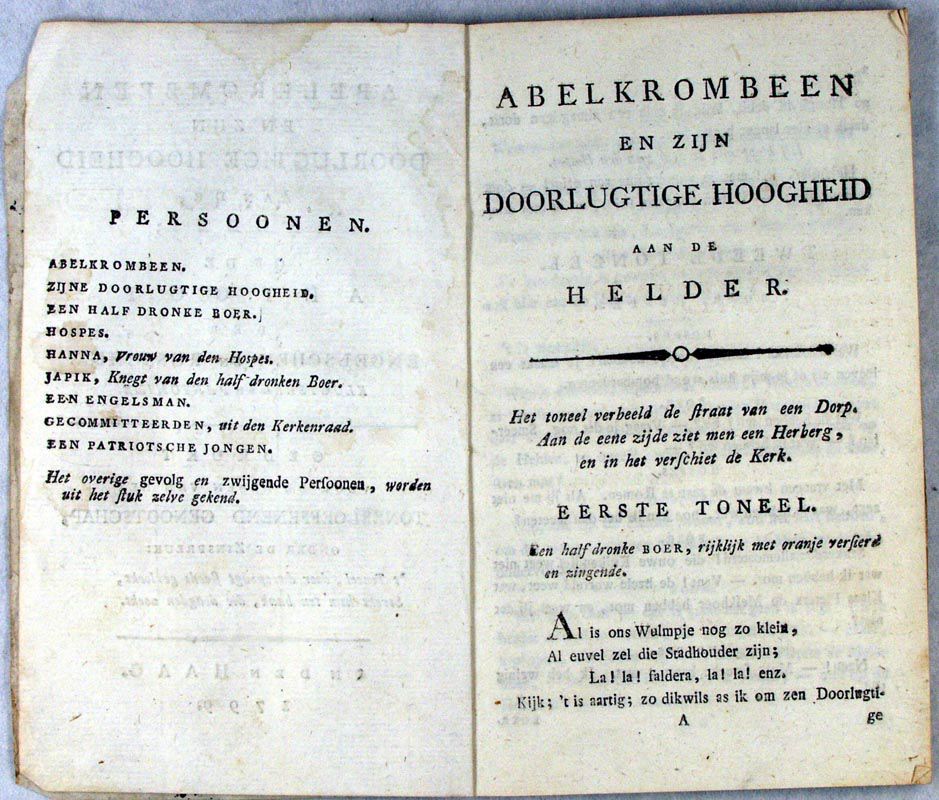 PERSOONEN.
ABELKROMBEEN.
ZIJNE DOORLUGTIGE HOOGHEID.
EEN HALF DRONKE BOER.
HOSPES.
HANNA, Vrouw van den Hospes.
JAPIK, Knegt van den half dronken Boer.
EEN ENGELSMAN.
GECOMMITTEERDEN, uit den Kerkenraad.
EEN PATRIOTSCHE JONGEN.
Het overige gevolg en zwijgende Perſoonen, worden
uit het ſtuk zelve gekend.
ABELKROMBEEN
EN ZIJN
DOORLUGTIGE HOOGHEID
AAN DE
HELDER.
Het toneel verbeeld de ſtraat van een Dorp.
Aan de eene zijde ziet men een Herberg,
en in het verſchiet de Kerk.
EERSTE TONEEL.
Een half dronke BOER, rijklijk met oranje verſierd
en zingende.
Al is ons Wulmpje nog zo klein,
Al euvel zel die Stadhouder zijn;
La! la! faldera, la! la! enz.
Kijk; 't is aartig; zo dikwils as ik om zen Doorlugti-
A
ge